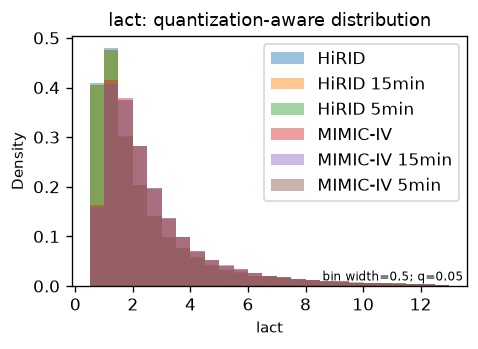 lact: quantization-aware distribution
0.5
0.4
0.3
0.2
0.1
0.0
Density
HiRID
HiRID 15min
HiRID 5min
MIMIC-IV
MIMIC-IV 15min
MIMIC-IV 5min
bin width=0.5; q=0.05
0 2 4 6 8 10 12
lact